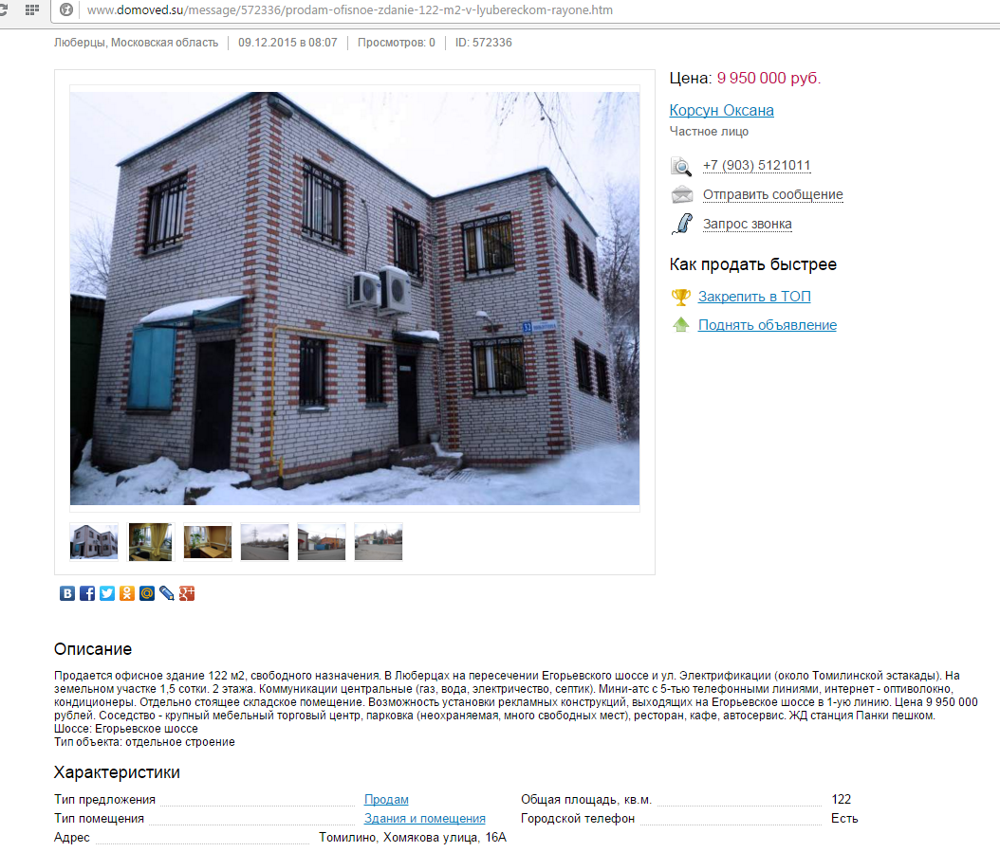 www.domoved.su/message/572336/prodam-ofisnoe-zdanie-122-m2-v-lyubereckom-rayone.htm
Люберцы, Московская область | 09.12.2015 в 08:07 | Просмотров: 0 | ID: 572336
Цена: 9 950 000 руб.
Корсун Оксана
Частное лицо
+7 (903) 5121011
Отправить сообщение
Запрос звонка
Как продать быстрее
Закрепить в ТОП
Поднять объявление
Описание
Продается офисное здание 122 м2, свободного назначения. В Люберцах на пересечении Егорьевского шоссе и ул. Электрификации (около Томилинской эстакады). На
земельном участке 1,5 сотки. 2 этажа. Коммуникации центральные (газ, вода, электричество, септик). Мини-атс с 5-тью телефонными линиями, интернет - оптиволокно,
кондиционеры. Отдельно стоящее складское помещение. Возможность установки рекламных конструкций, выходящих на Егорьевское шоссе в 1-ую линию. Цена 9 950 000
рублей. Соседство - крупный мебельный торговый центр, парковка (неохраняемая, много свободных мест), ресторан, кафе, автосервис. ЖД станция Панки пешком.
Шоссе: Егорьевское шоссе
Тип объекта: отдельное строение
Характеристики
Тип предложения Продам Общая площадь, кв.м. 122
Тип помещения Здания и помещения Городской телефон Есть
Адрес Томилино, Хомякова улица, 16А